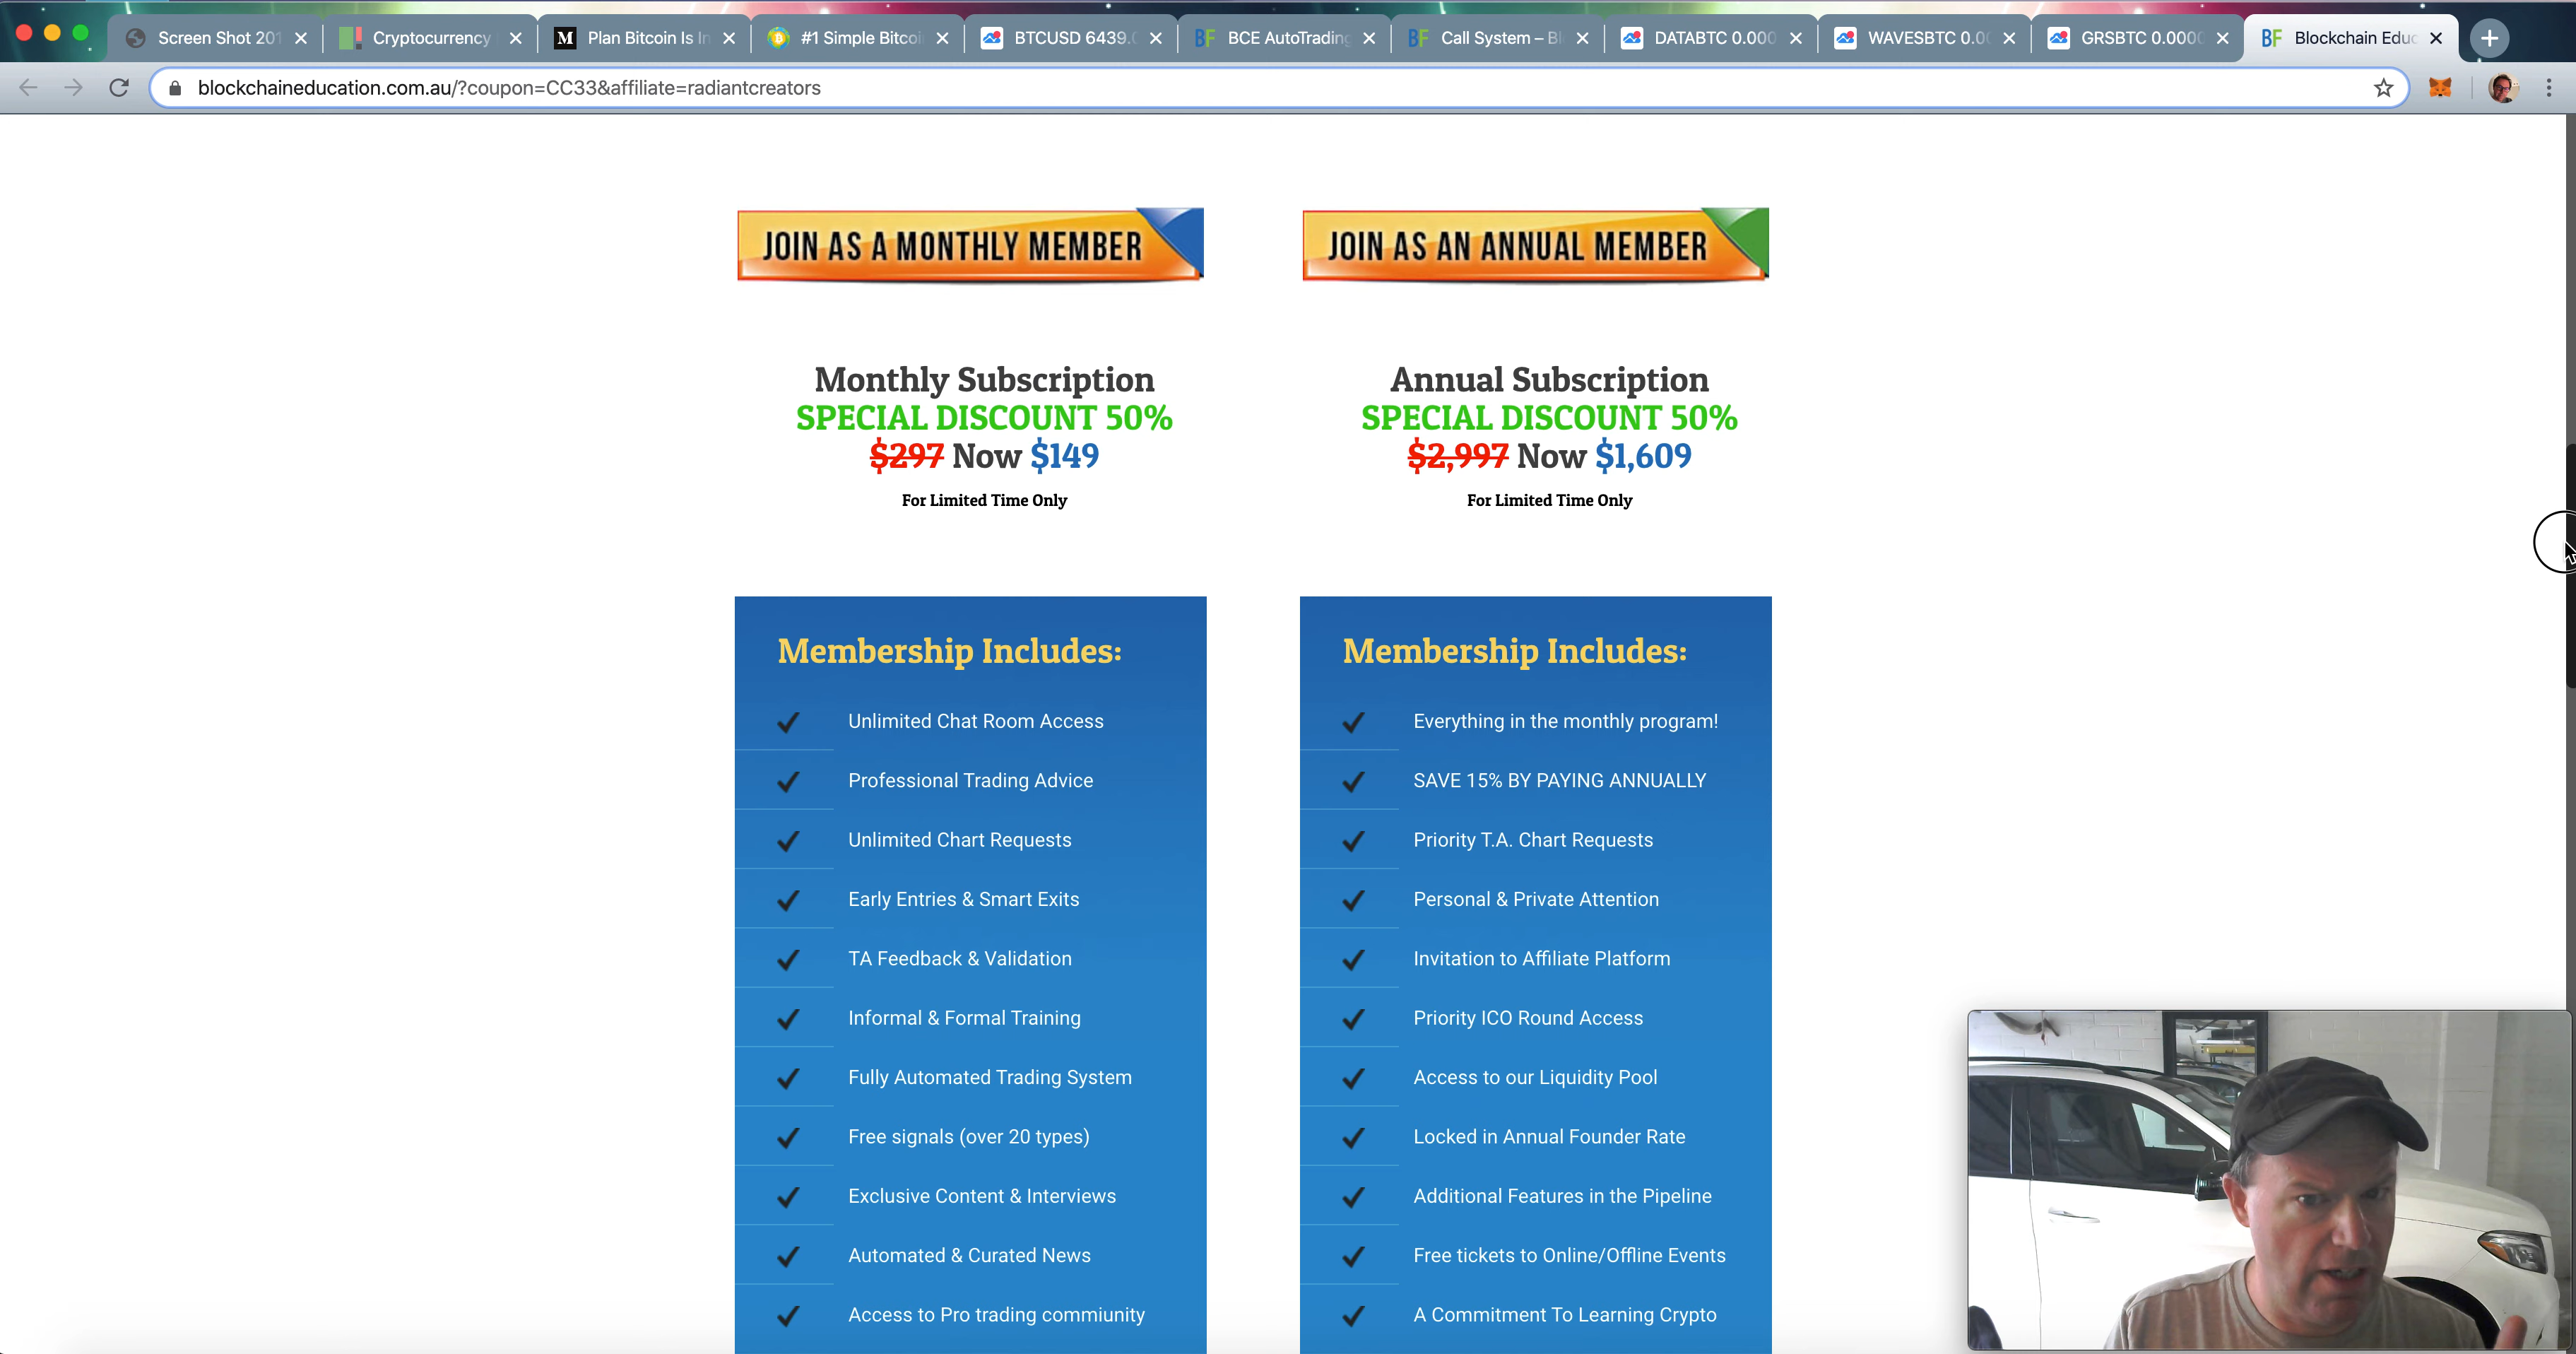 Screen Shot 201
Cryptocurrency
M Plan Bitcoin Is In
#1 Simple Bitcoi
BTCUSD 6439.
BF BCE AutoTrading
BF Call System – Bl
DATABTC 0.000
WAVESBTC 0.0
GRSBTC 0.000
BF Blockchain Educ
blockchaineducation.com.au/?coupon=CC33&affiliate=radiantcreators
JOIN AS A MONTHLY MEMBER
Monthly Subscription
SPECIAL DISCOUNT 50%
$297 Now $149
For Limited Time Only
Membership Includes:
Unlimited Chat Room Access
Professional Trading Advice
Unlimited Chart Requests
Early Entries & Smart Exits
TA Feedback & Validation
Informal & Formal Training
Fully Automated Trading System
Free signals (over 20 types)
Exclusive Content & Interviews
Automated & Curated News
Access to Pro trading commiunity
JOIN AS AN ANNUAL MEMBER
Annual Subscription
SPECIAL DISCOUNT 50%
$2,997 Now $1,609
For Limited Time Only
Membership Includes:
Everything in the monthly program!
SAVE 15% BY PAYING ANNUALLY
Priority T.A. Chart Requests
Personal & Private Attention
Invitation to Affiliate Platform
Priority ICO Round Access
Access to our Liquidity Pool
Locked in Annual Founder Rate
Additional Features in the Pipeline
Free tickets to Online/Offline Events
A Commitment To Learning Crypto